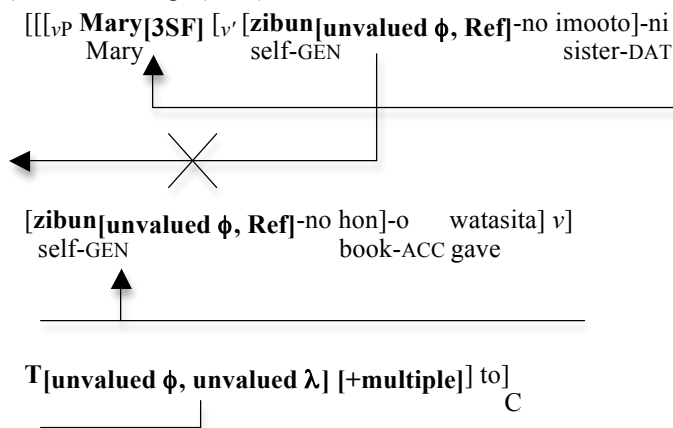 [[[vP Mary[3SF] [v′ [zibun[unvalued ϕ, Ref]-no imooto]-ni
Mary self-GEN sister-DAT
[zibun[unvalued ϕ, Ref]-no hon]-o watasita] v]
self-GEN book-ACC gave
T[unvalued ϕ, unvalued λ] [+multiple]] to]
C